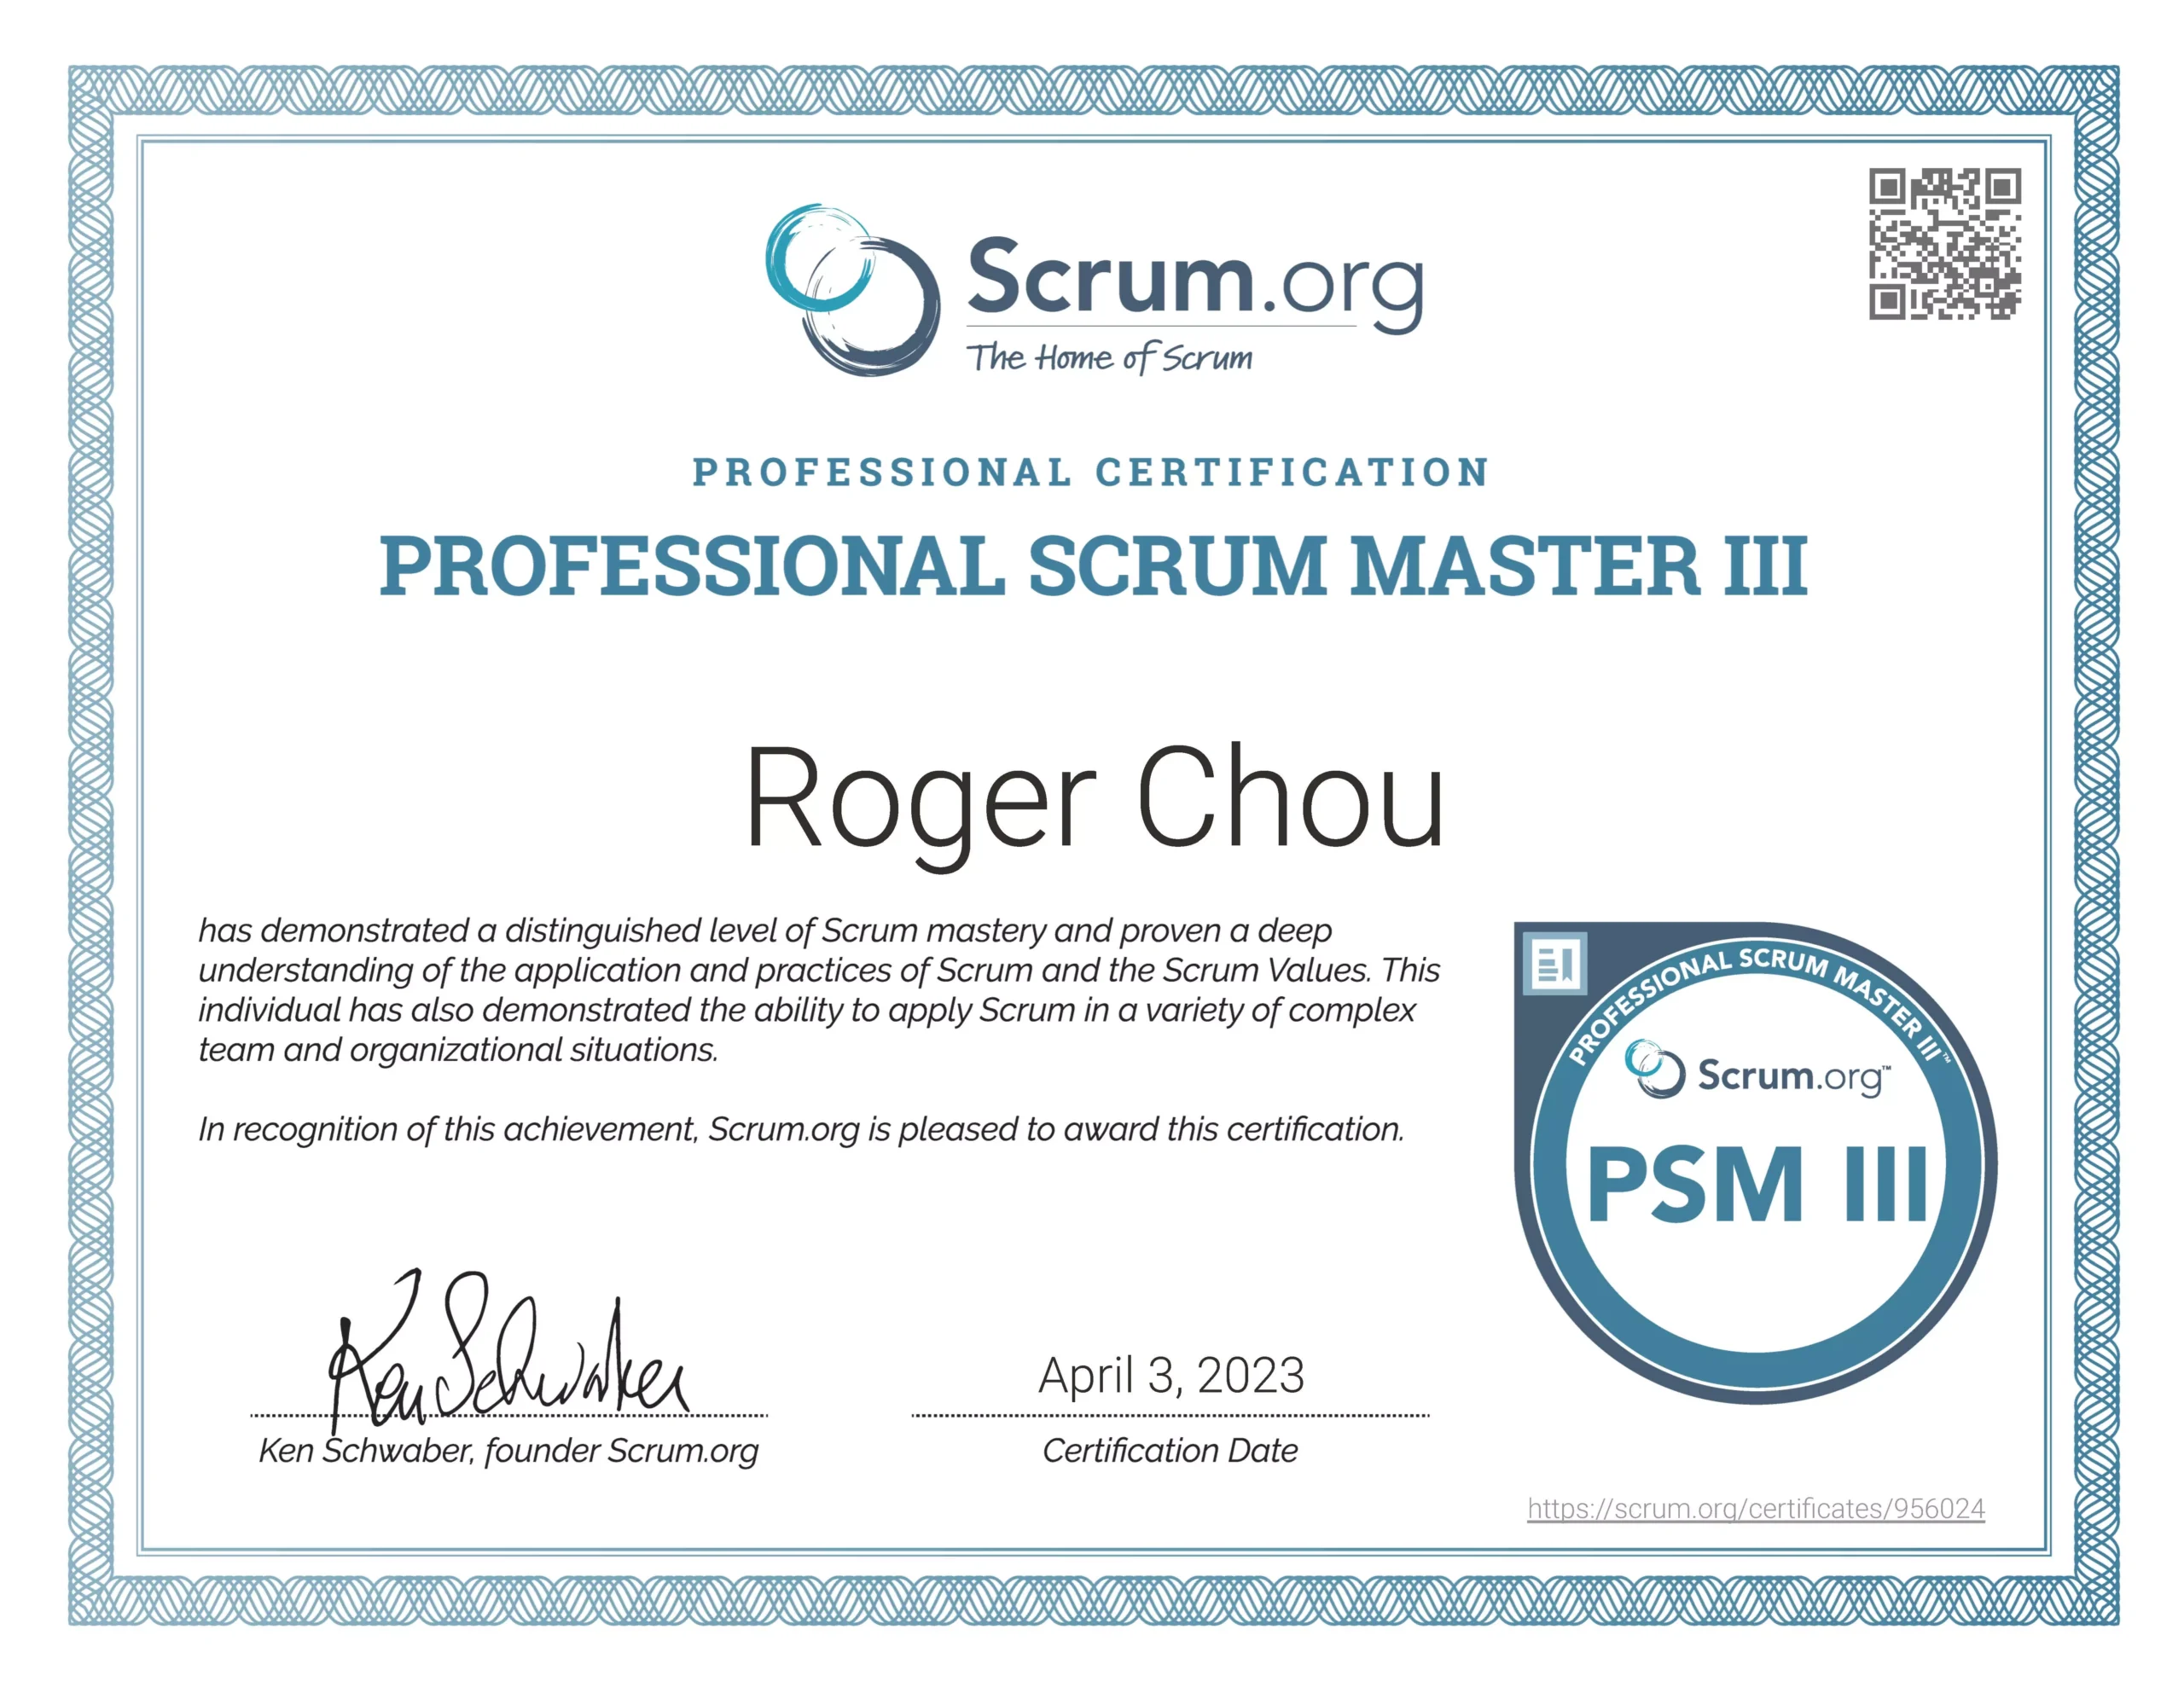 Scrum.org
The Home of Scrum
PROFESSIONAL CERTIFICATION
PROFESSIONAL SCRUM MASTER III
Roger Chou
has demonstrated a distinguished level of Scrum mastery and proven a deep
understanding of the application and practices of Scrum and the Scrum Values. This
individual has also demonstrated the ability to apply Scrum in a variety of complex
team and organizational situations.
In recognition of this achievement, Scrum.org is pleased to award this certification.
PROFESSIONAL SCRUM MASTER III™
Scrum.org™
PSM III
Ken Schwaber
Ken Schwaber, founder Scrum.org
April 3, 2023
Certification Date
https://scrum.org/certificates/956024